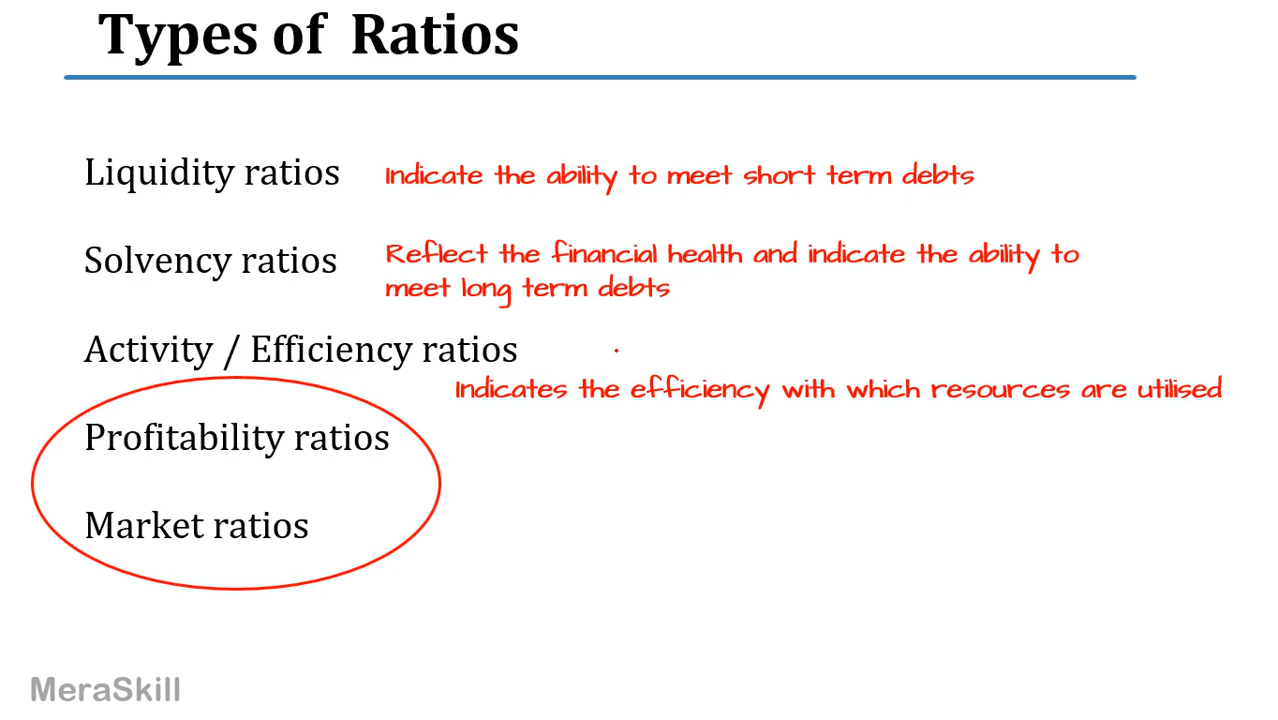 Types of Ratios
Liquidity ratios Indicate the ability to meet short term debts
Solvency ratios Reflect the financial health and indicate the ability to
meet long term debts
Activity / Efficiency ratios
Indicates the efficiency with which resources are utilised
Profitability ratios
Market ratios
MeraSkill